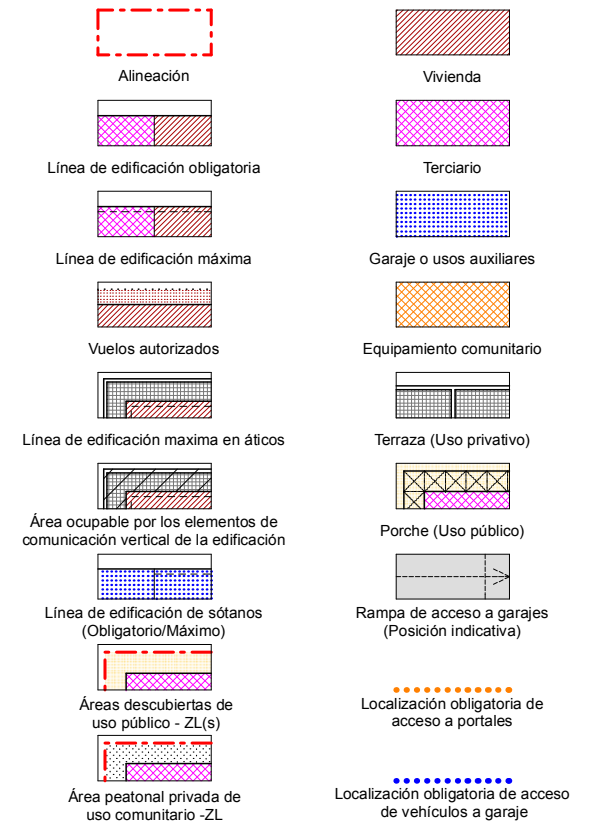 Alineación
Vivienda
Línea de edificación obligatoria
Terciario
Línea de edificación máxima
Garaje o usos auxiliares
Vuelos autorizados
Equipamiento comunitario
Línea de edificación maxima en áticos
Terraza (Uso privativo)
Área ocupable por los elementos de
comunicación vertical de la edificación
Porche (Uso público)
Línea de edificación de sótanos
(Obligatorio/Máximo)
Rampa de acceso a garajes
(Posición indicativa)
Áreas descubiertas de
uso público - ZL(s)
Localización obligatoria de
acceso a portales
Área peatonal privada de
uso comunitario -ZL
Localización obligatoria de acceso
de vehículos a garaje